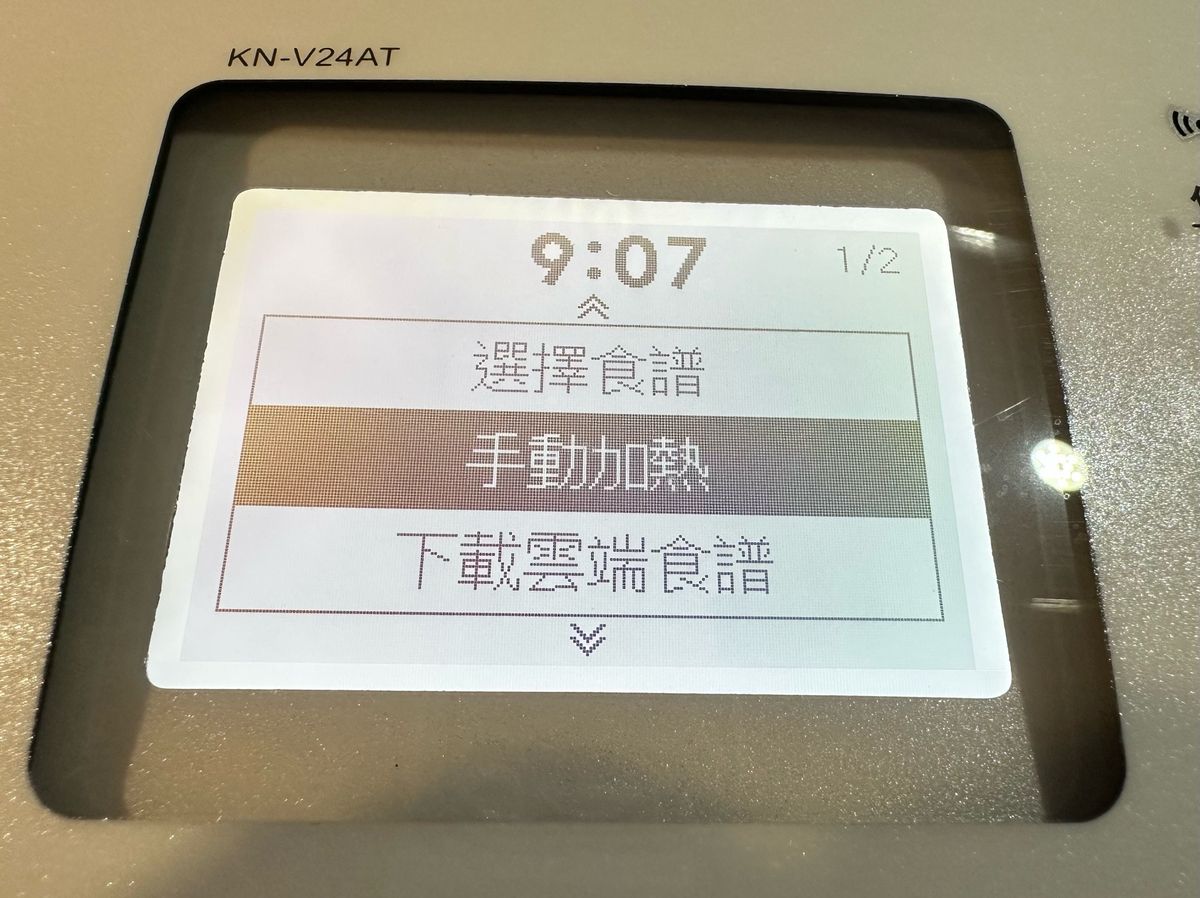 KN-V24AT
9:07
1/2
選擇食譜
手動加熱
下載雲端食譜